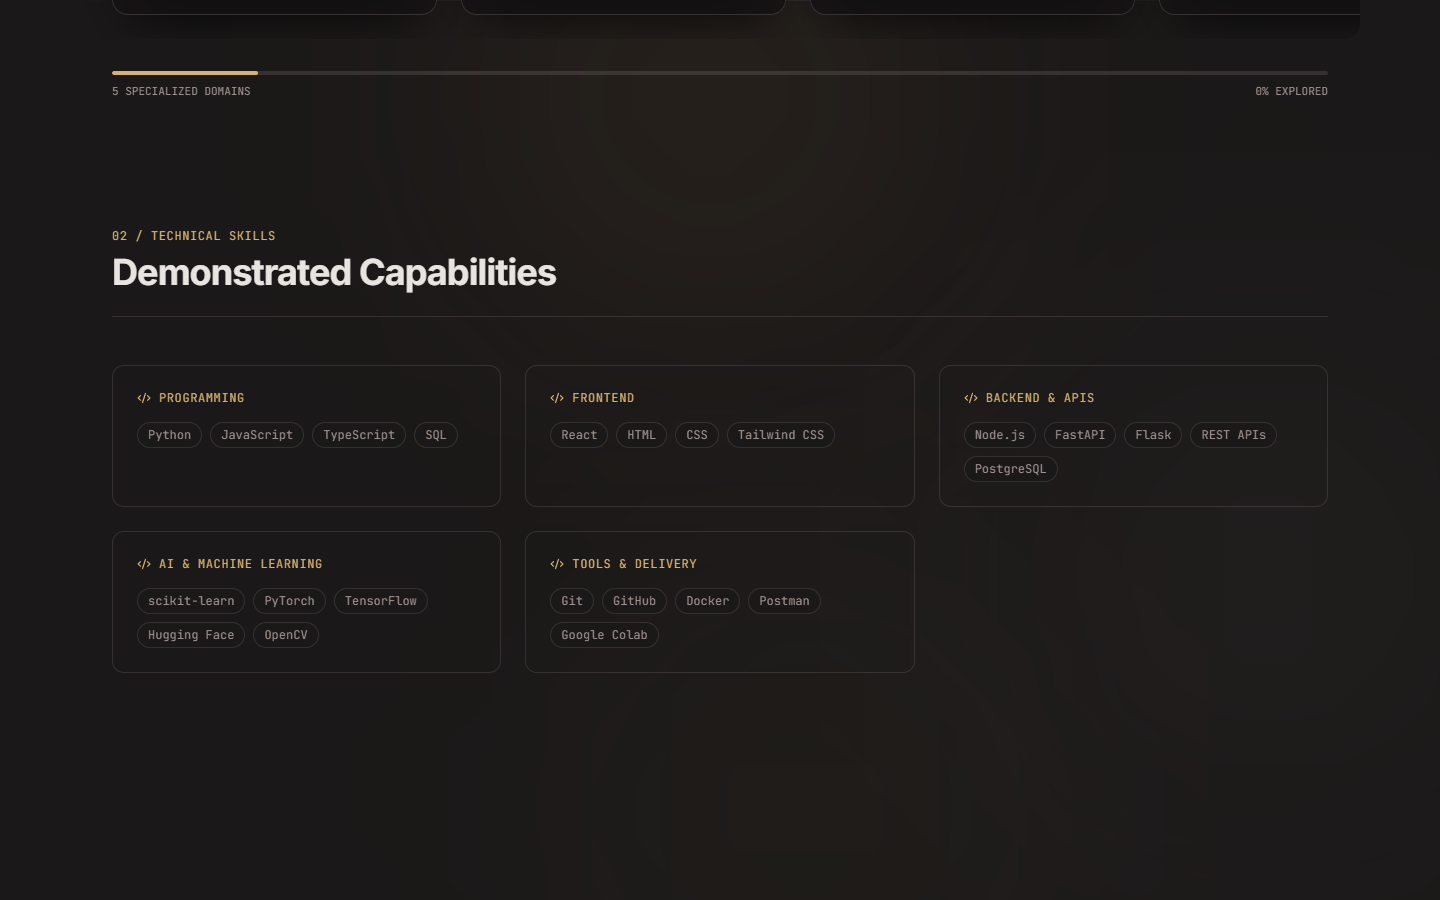 5 SPECIALIZED DOMAINS
0% EXPLORED
02 / TECHNICAL SKILLS
Demonstrated Capabilities
PROGRAMMING
Python JavaScript TypeScript SQL
FRONTEND
React HTML CSS Tailwind CSS
BACKEND & APIS
Node.js FastAPI Flask REST APIs
PostgreSQL
AI & MACHINE LEARNING
scikit-learn PyTorch TensorFlow
Hugging Face OpenCV
TOOLS & DELIVERY
Git GitHub Docker Postman
Google Colab